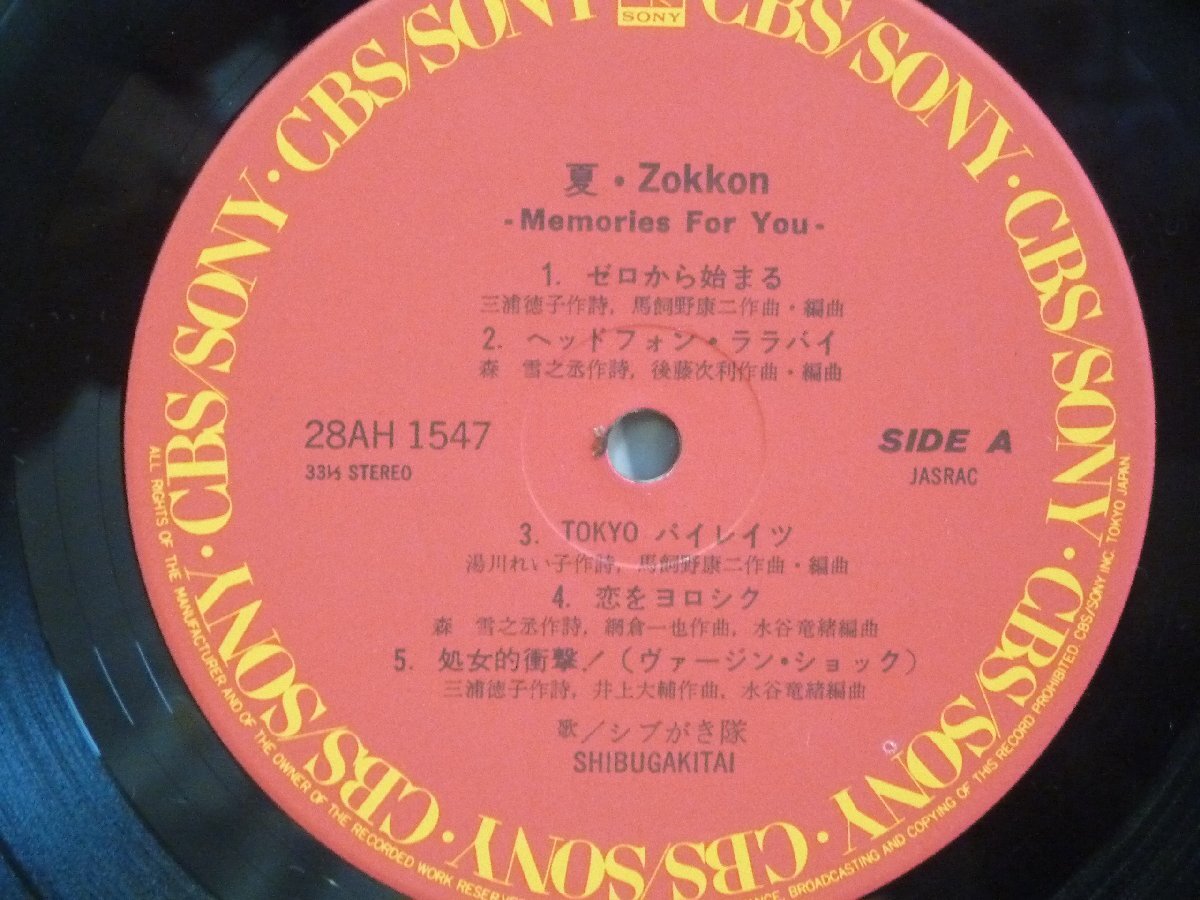 SONY
CBS/SONY · CBS/SONY · CBS/SONY · CBS/SONY · CBS/SONY · CBS/SONY · CBS/SONY · CBS/SONY
夏・Zokkon
-Memories For You-
1. ゼロから始まる
三浦徳子作詩, 馬飼野康二作曲・編曲
2. ヘッドフォン・ララバイ
森 雪之丞作詩, 後藤次利作曲・編曲
28AH 1547
33⅓ STEREO
SIDE A
JASRAC
3. TOKYO パイレイツ
湯川れい子作詩, 馬飼野康二作曲・編曲
4. 恋をヨロシク
森 雪之丞作詩, 網倉一也作曲, 水谷竜緒編曲
5. 処女的衝撃!(ヴァージン・ショック)
三浦徳子作詩, 井上大輔作曲, 水谷竜緒編曲
歌/シブがき隊
SHIBUGAKITAI
ALL RIGHTS OF THE MANUFACTURER AND OF THE OWNER OF THE RECORDED WORK BROADCASTING AND COPYING OF THIS RECORD PROHIBITED. CBS/SONY INC. TOKYO JAPAN